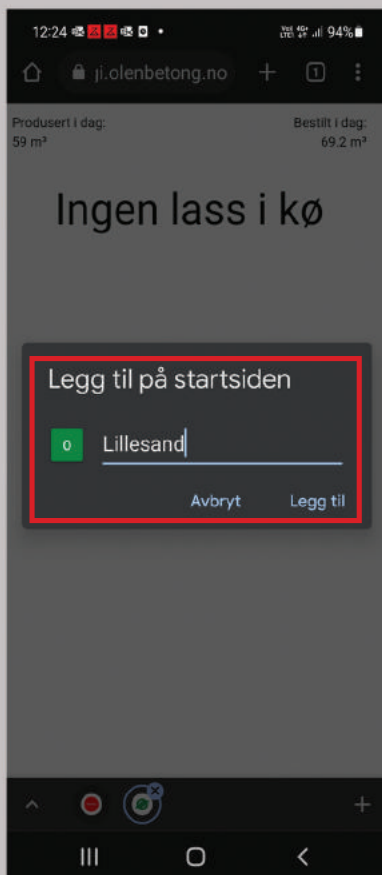 12:24 94%
ji.olenbetong.no 1
Produsert i dag: Bestilt i dag:
59 m³ 69.2 m³
Ingen lass i kø
Legg til på startsiden
o Lillesand
Avbryt Legg til